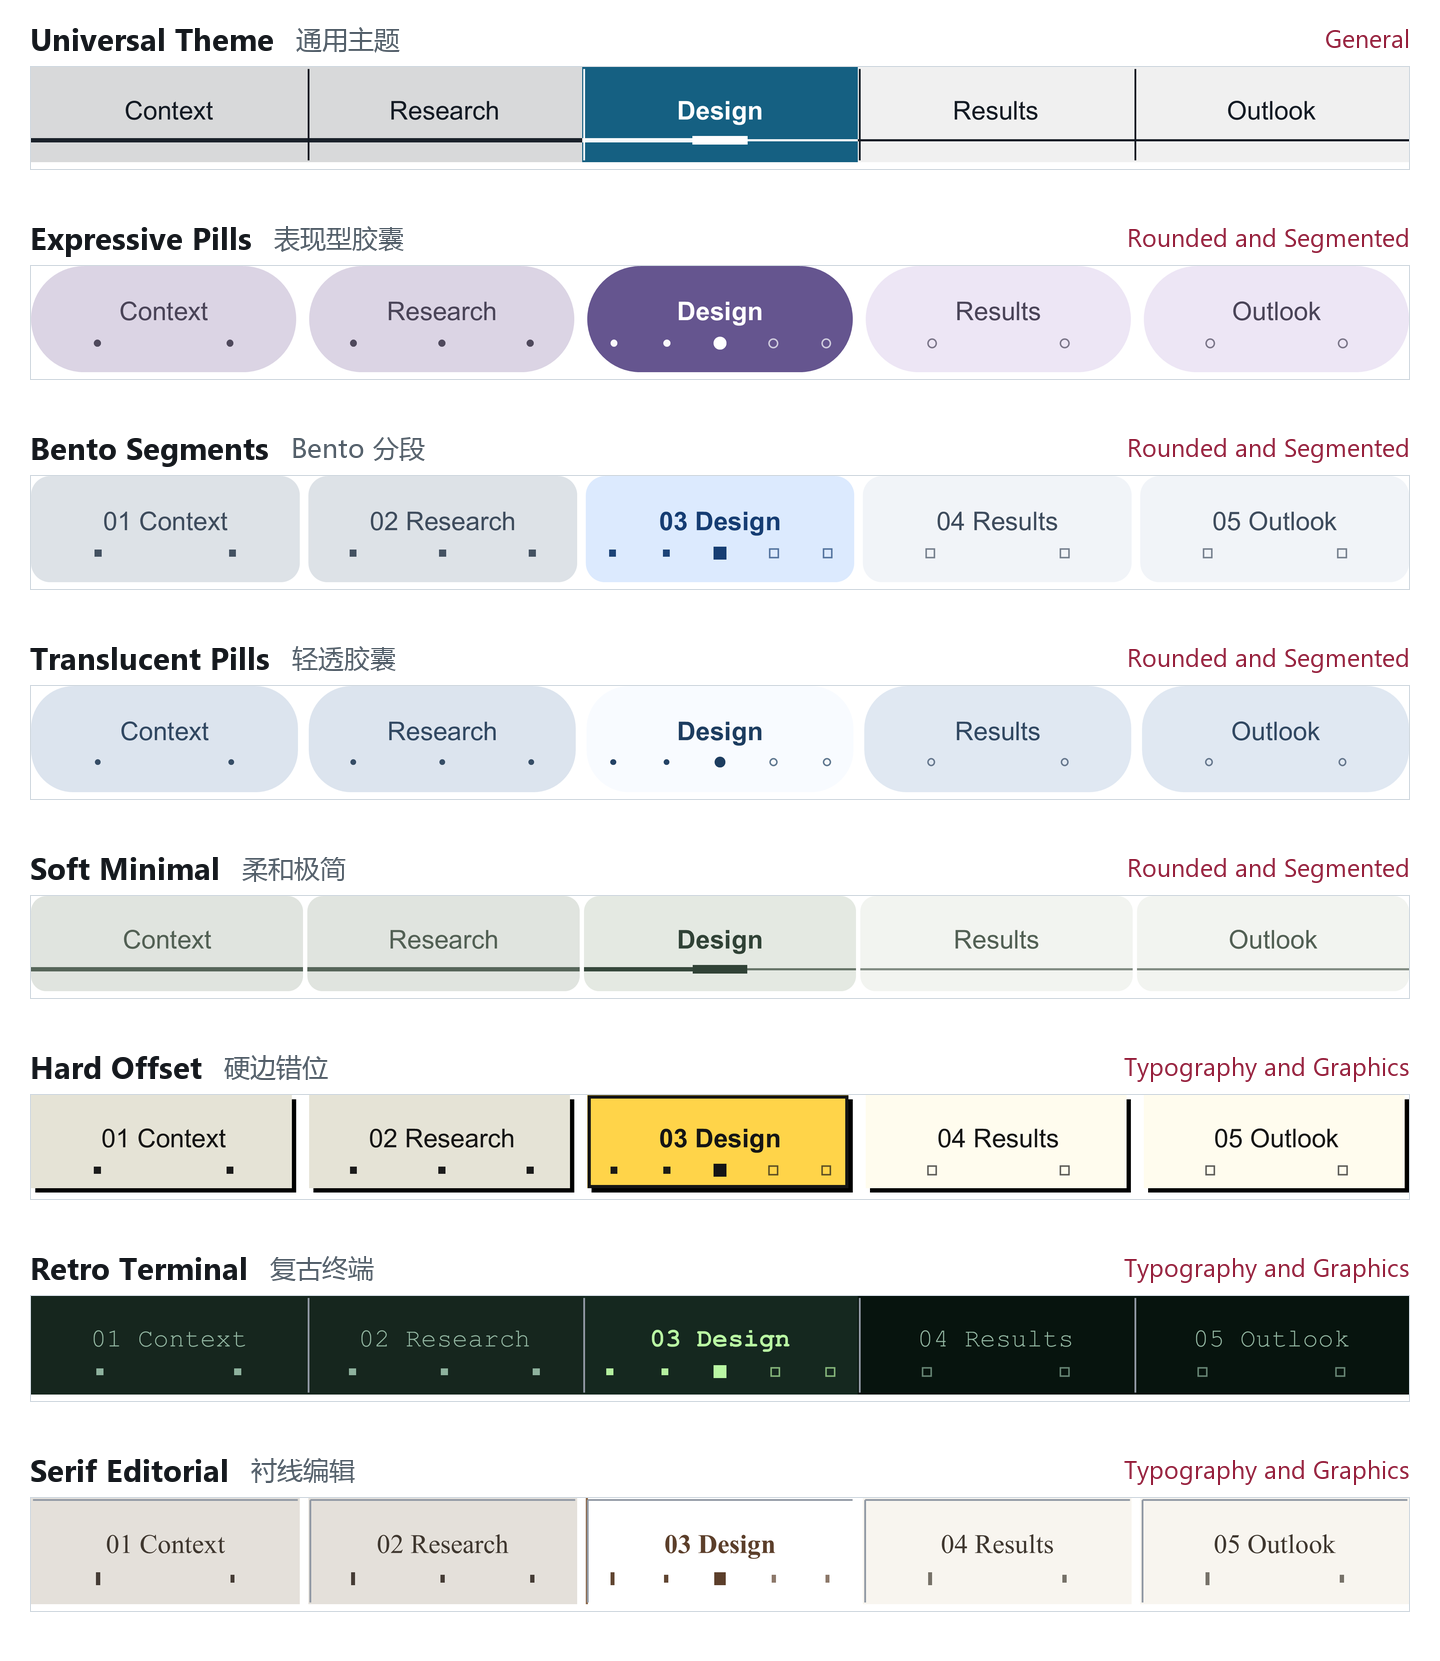 Universal Theme 通用主题 General
Context Research Design Results Outlook
Expressive Pills 表现型胶囊 Rounded and Segmented
Context Research Design Results Outlook
Bento Segments Bento 分段 Rounded and Segmented
01 Context 02 Research 03 Design 04 Results 05 Outlook
Translucent Pills 轻透胶囊 Rounded and Segmented
Context Research Design Results Outlook
Soft Minimal 柔和极简 Rounded and Segmented
Context Research Design Results Outlook
Hard Offset 硬边错位 Typography and Graphics
01 Context 02 Research 03 Design 04 Results 05 Outlook
Retro Terminal 复古终端 Typography and Graphics
01 Context 02 Research 03 Design 04 Results 05 Outlook
Serif Editorial 衬线编辑 Typography and Graphics
01 Context 02 Research 03 Design 04 Results 05 Outlook